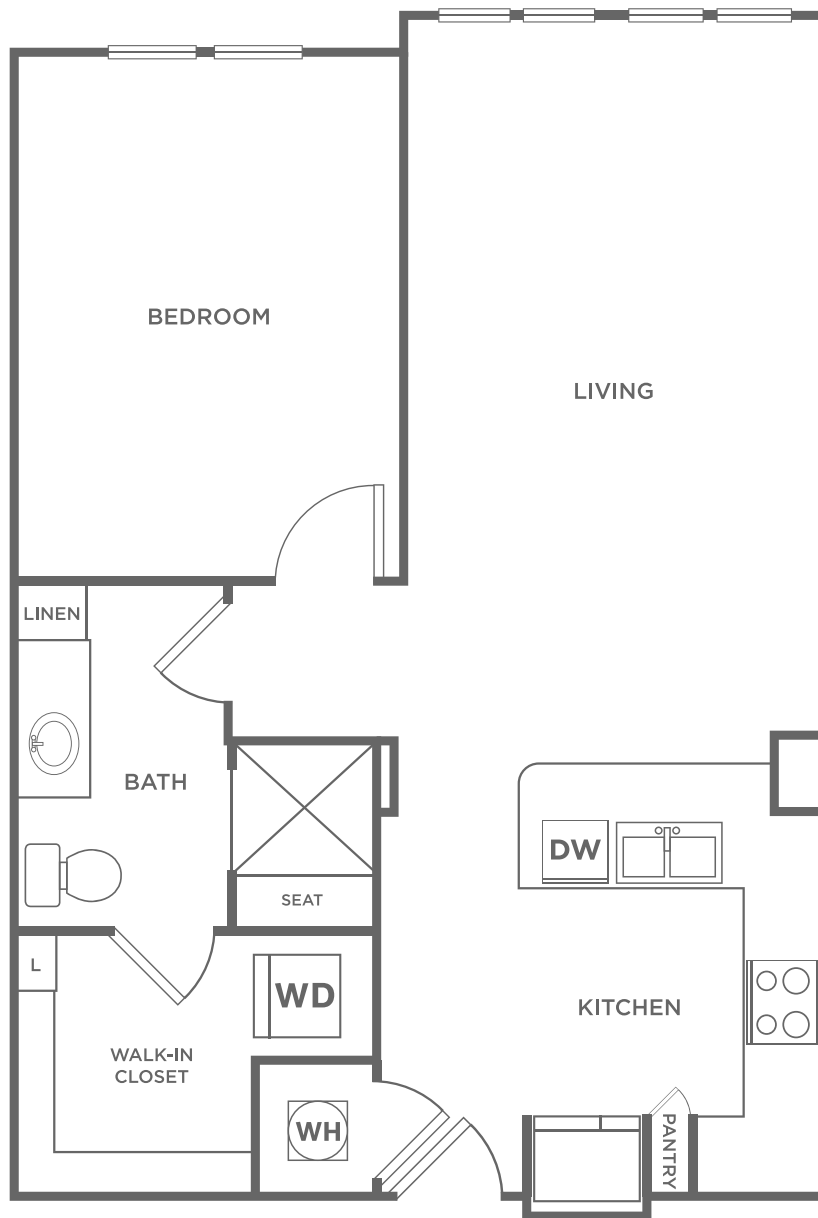 BEDROOM
LIVING
LINEN
BATH
DW
SEAT
L
WD
KITCHEN
WALK-IN
CLOSET
WH
PANTRY